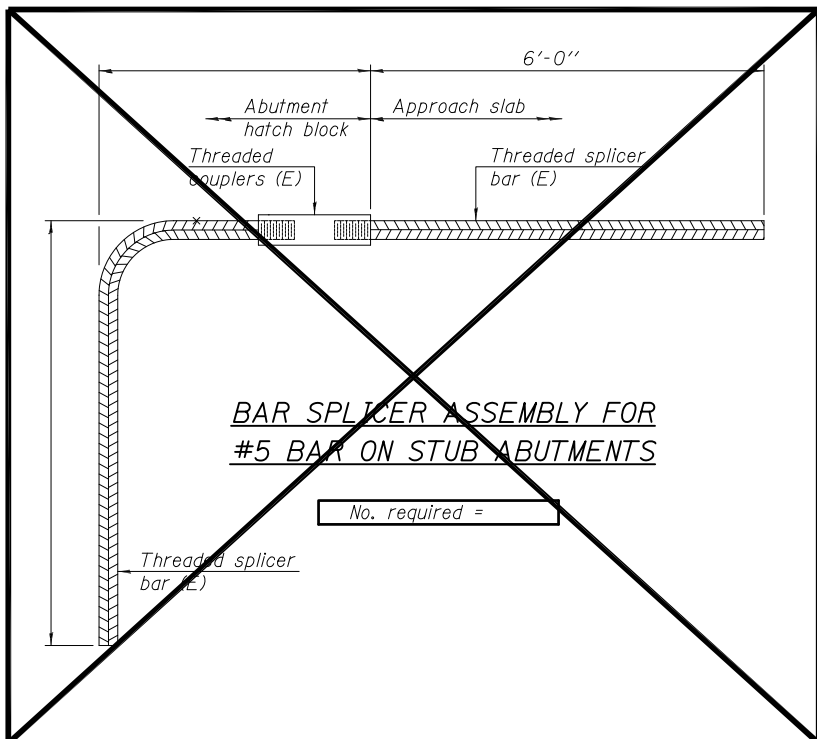 6'-0"
Abutment
hatch block
Approach slab
Threaded
couplers (E)
Threaded splicer
bar (E)
BAR SPLICER ASSEMBLY FOR
#5 BAR ON STUB ABUTMENTS
No. required =
Threaded splicer
bar (E)